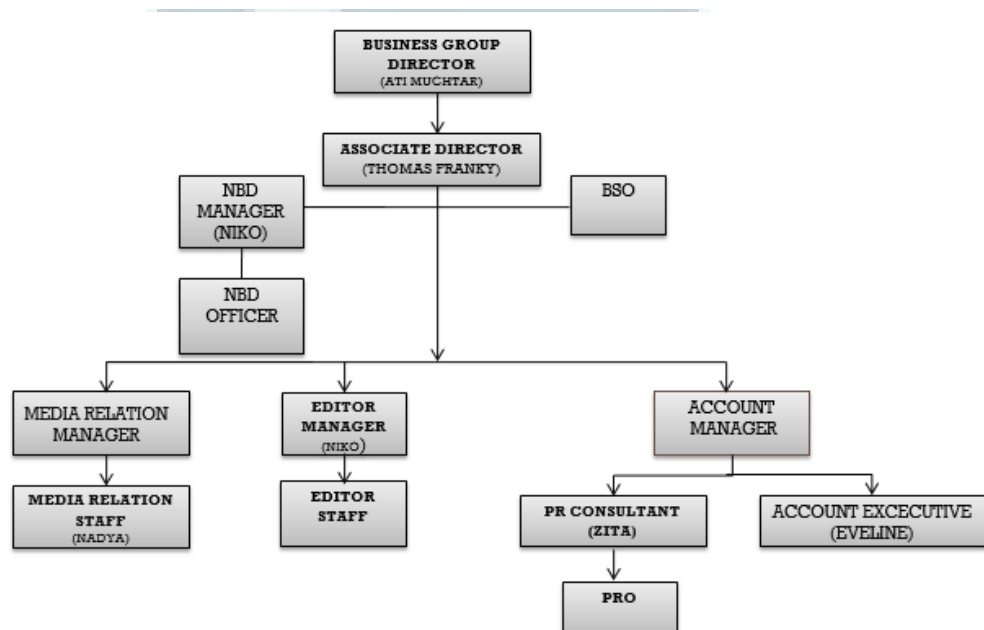 BUSINESS GROUP
DIRECTOR
(ATI MUCHTAR)
ASSOCIATE DIRECTOR
(THOMAS FRANKY)
NBD
MANAGER
(NIKO)
BSO
NBD
OFFICER
MEDIA RELATION
MANAGER
EDITOR
MANAGER
(NIKO)
ACCOUNT
MANAGER
MEDIA RELATION
STAFF
(NADYA)
EDITOR
STAFF
PR CONSULTANT
(ZITA)
ACCOUNT EXCECUTIVE
(EVELINE)
PRO